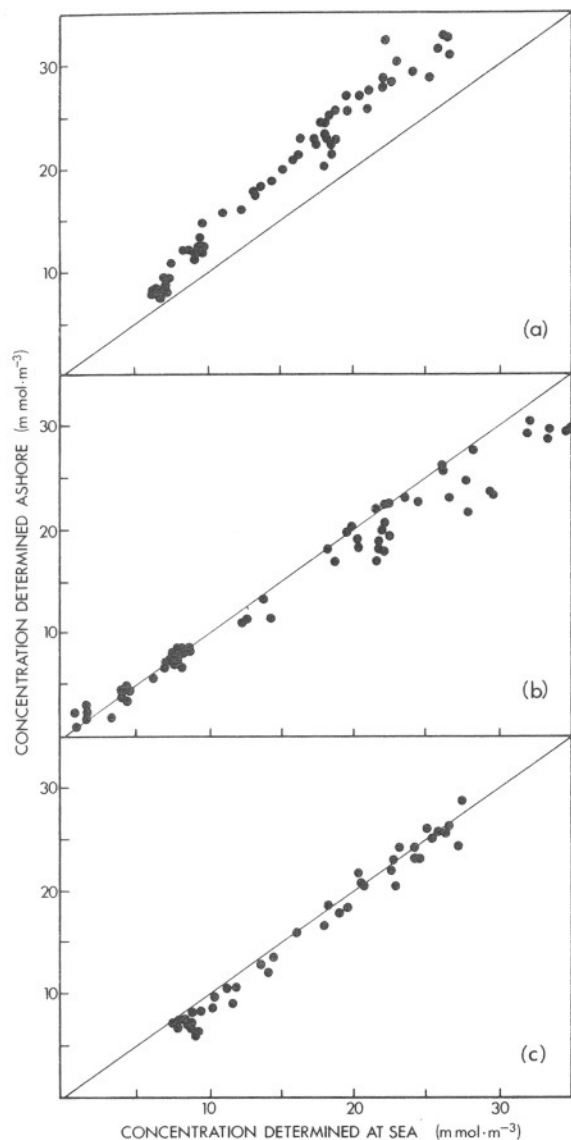 30
20
10
(a)
30
20
10
(b)
30
20
10
(c)
10 20 30
CONCENTRATION DETERMINED ASHORE (m mol·m⁻³)
CONCENTRATION DETERMINED AT SEA (m mol·m⁻³)